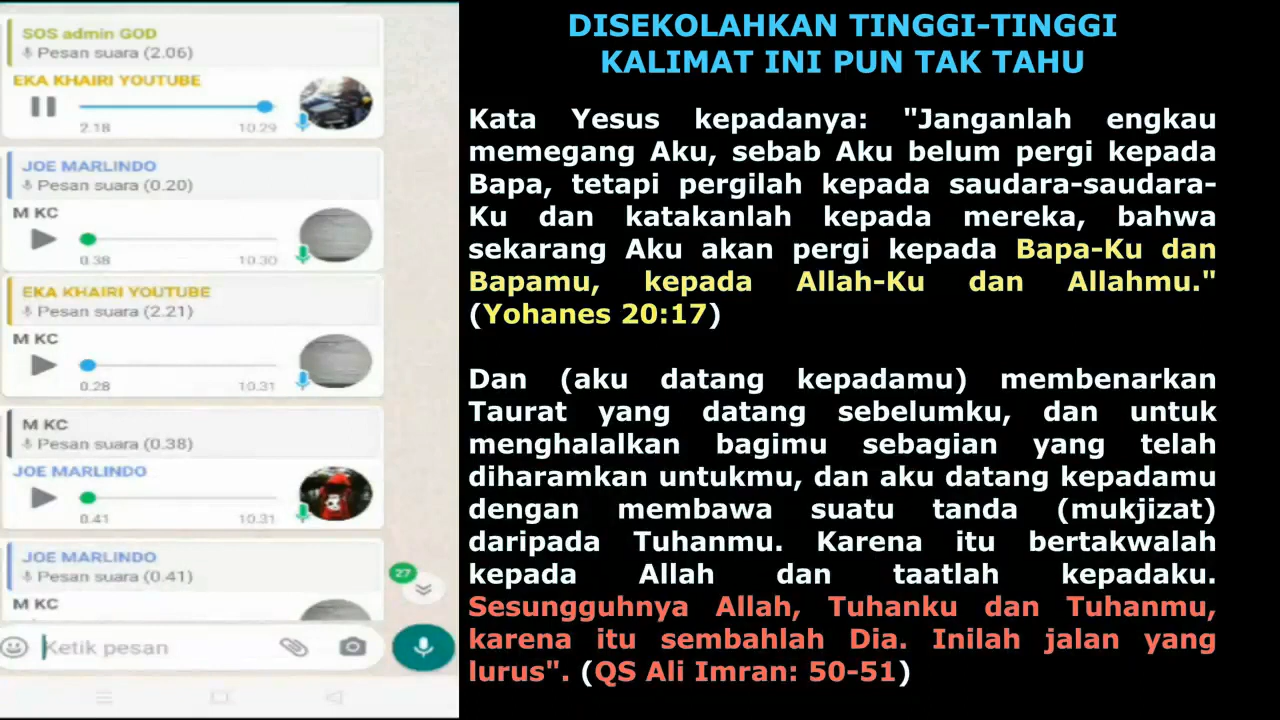 SOS admin GOD
Pesan suara (2.06)
EKA KHAIRI YOUTUBE
2.18 10.29
JOE MARLINDO
Pesan suara (0.20)
M KC
0.38 10.30
EKA KHAIRI YOUTUBE
Pesan suara (2.21)
M KC
0.28 10.31
M KC
Pesan suara (0.38)
JOE MARLINDO
0.41 10.31
JOE MARLINDO
Pesan suara (0.41)
27
M KC
Ketik pesan
DISEKOLAHKAN TINGGI-TINGGI
KALIMAT INI PUN TAK TAHU
Kata Yesus kepadanya: "Janganlah engkau
memegang Aku, sebab Aku belum pergi kepada
Bapa, tetapi pergilah kepada saudara-saudara-
Ku dan katakanlah kepada mereka, bahwa
sekarang Aku akan pergi kepada Bapa-Ku dan
Bapamu, kepada Allah-Ku dan Allahmu."
(Yohanes 20:17)
Dan (aku datang kepadamu) membenarkan
Taurat yang datang sebelumku, dan untuk
menghalalkan bagimu sebagian yang telah
diharamkan untukmu, dan aku datang kepadamu
dengan membawa suatu tanda (mukjizat)
daripada Tuhanmu. Karena itu bertakwalah
kepada Allah dan taatlah kepadaku.
Sesungguhnya Allah, Tuhanku dan Tuhanmu,
karena itu sembahlah Dia. Inilah jalan yang
lurus". (QS Ali Imran: 50-51)